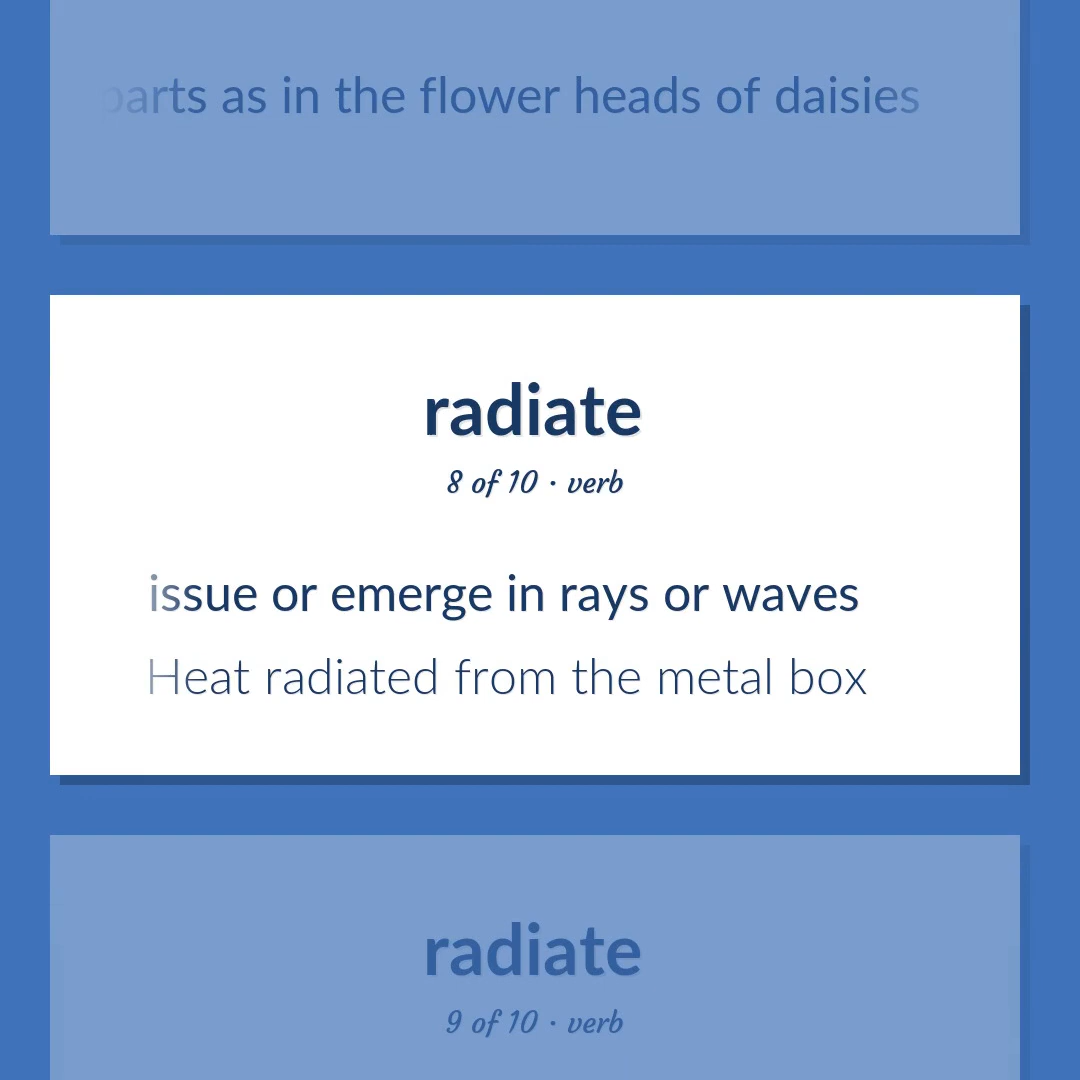 parts as in the flower heads of daisies
radiate
8 of 10 · verb
issue or emerge in rays or waves
Heat radiated from the metal box
radiate
9 of 10 · verb